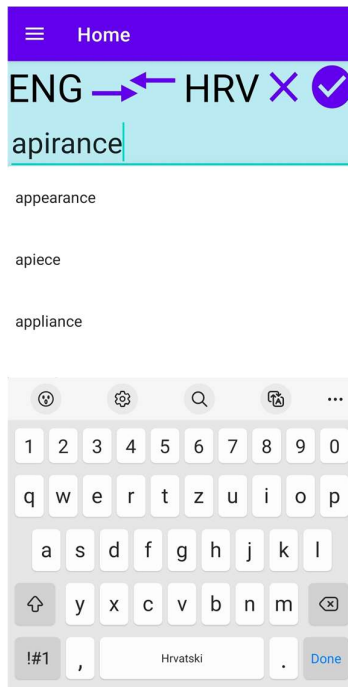 Home
ENG HRV
apirance
appearance
apiece
appliance
1 2 3 4 5 6 7 8 9 0
q w e r t z u i o p
a s d f g h j k l
y x c v b n m
!#1 , Hrvatski . Done